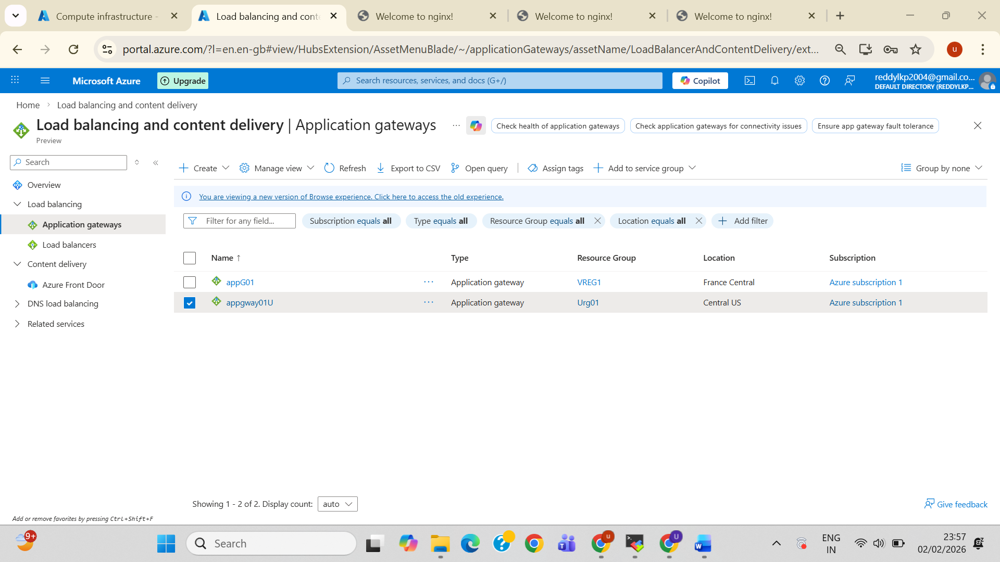 Compute infrastructure -
Load balancing and conte
Welcome to nginx!
Welcome to nginx!
Welcome to nginx!
portal.azure.com/?l=en.en-gb#view/HubsExtension/AssetMenuBlade/~/applicationGateways/assetName/LoadBalancerAndContentDelivery/ext...
u
Microsoft Azure
Upgrade
Search resources, services, and docs (G+/)
Copilot
reddylkp2004@gmail.co...
DEFAULT DIRECTORY (REDDYLKP...
Home > Load balancing and content delivery
Load balancing and content delivery | Application gateways
...
Check health of application gateways
Check application gateways for connectivity issues
Ensure app gateway fault tolerance
Preview
Search
Create
Manage view
Refresh
Export to CSV
Open query
Assign tags
Add to service group
Group by none
Overview
Load balancing
Application gateways
Load balancers
Content delivery
Azure Front Door
DNS load balancing
Related services
You are viewing a new version of Browse experience. Click here to access the old experience.
Filter for any field...
Subscription equals all
Type equals all
Resource Group equals all
Location equals all
Add filter
Name ↑ Type Resource Group Location Subscription
appG01 ... Application gateway VREG1 France Central Azure subscription 1
appgway01U ... Application gateway Urg01 Central US Azure subscription 1
Showing 1 - 2 of 2. Display count: auto
Give feedback
Add or remove favorites by pressing Ctrl+Shift+F
9+
Search
u
U
ENG
IN
23:57
02/02/2026